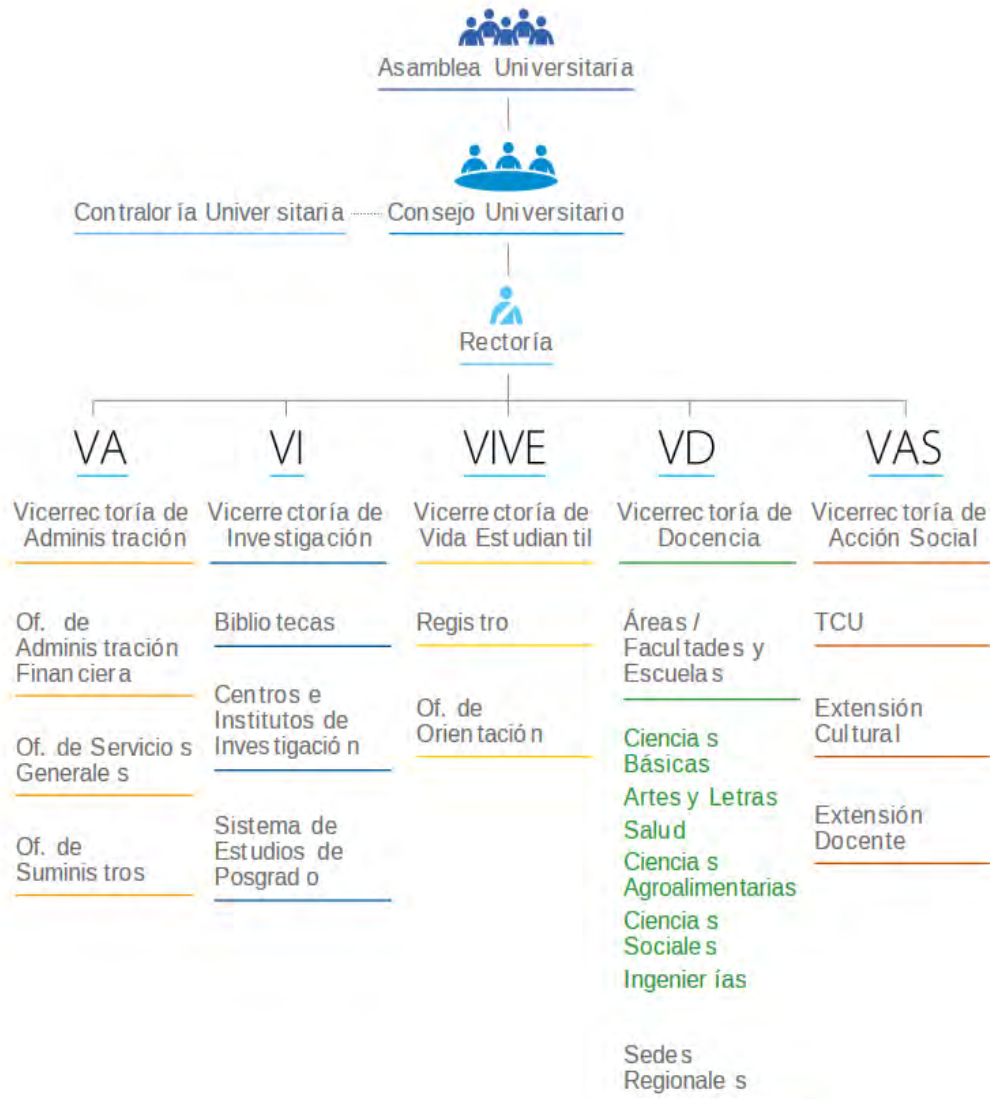 Asamblea Universitaria
Contraloría Universitaria
Consejo Universitario
Rectoría
VA
Vicerrectoría de
Administración
Of. de
Administración
Financiera
Of. de Servicios
Generales
Of. de
Suministros
VI
Vicerrectoría de
Investigación
Bibliotecas
Centros e
Institutos de
Investigación
Sistema de
Estudios de
Posgrado
VIVE
Vicerrectoría de
Vida Estudiantil
Registro
Of. de
Orientación
VD
Vicerrectoría de
Docencia
Áreas /
Facultades y
Escuelas
Ciencias
Básicas
Artes y Letras
Salud
Ciencias
Agroalimentarias
Ciencias
Sociales
Ingenierías
Sedes
Regionales
VAS
Vicerrectoría de
Acción Social
TCU
Extensión
Cultural
Extensión
Docente